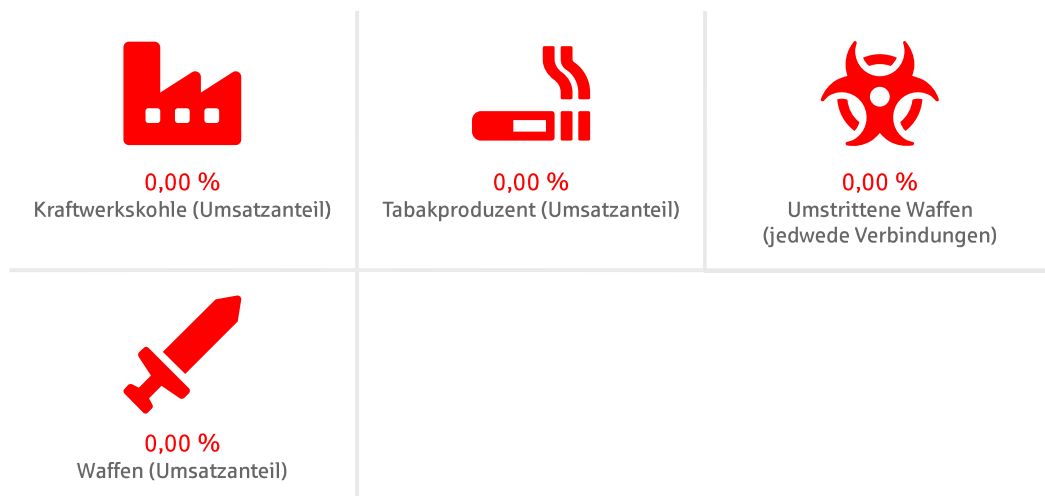 0,00 %
Kraftwerkskohle (Umsatzanteil)
0,00 %
Tabakproduzent (Umsatzanteil)
0,00 %
Umstrittene Waffen
(jedwede Verbindungen)
0,00 %
Waffen (Umsatzanteil)